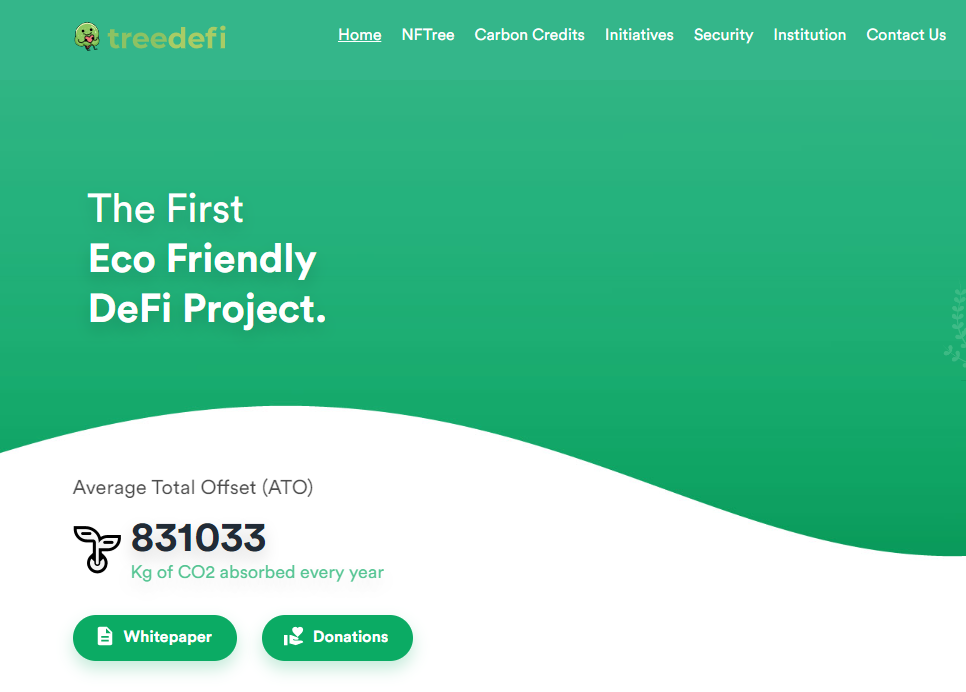 treedefi
Home NFTree Carbon Credits Initiatives Security Institution Contact Us
The First
Eco Friendly
DeFi Project.
Average Total Offset (ATO)
831033
Kg of CO2 absorbed every year
Whitepaper Donations